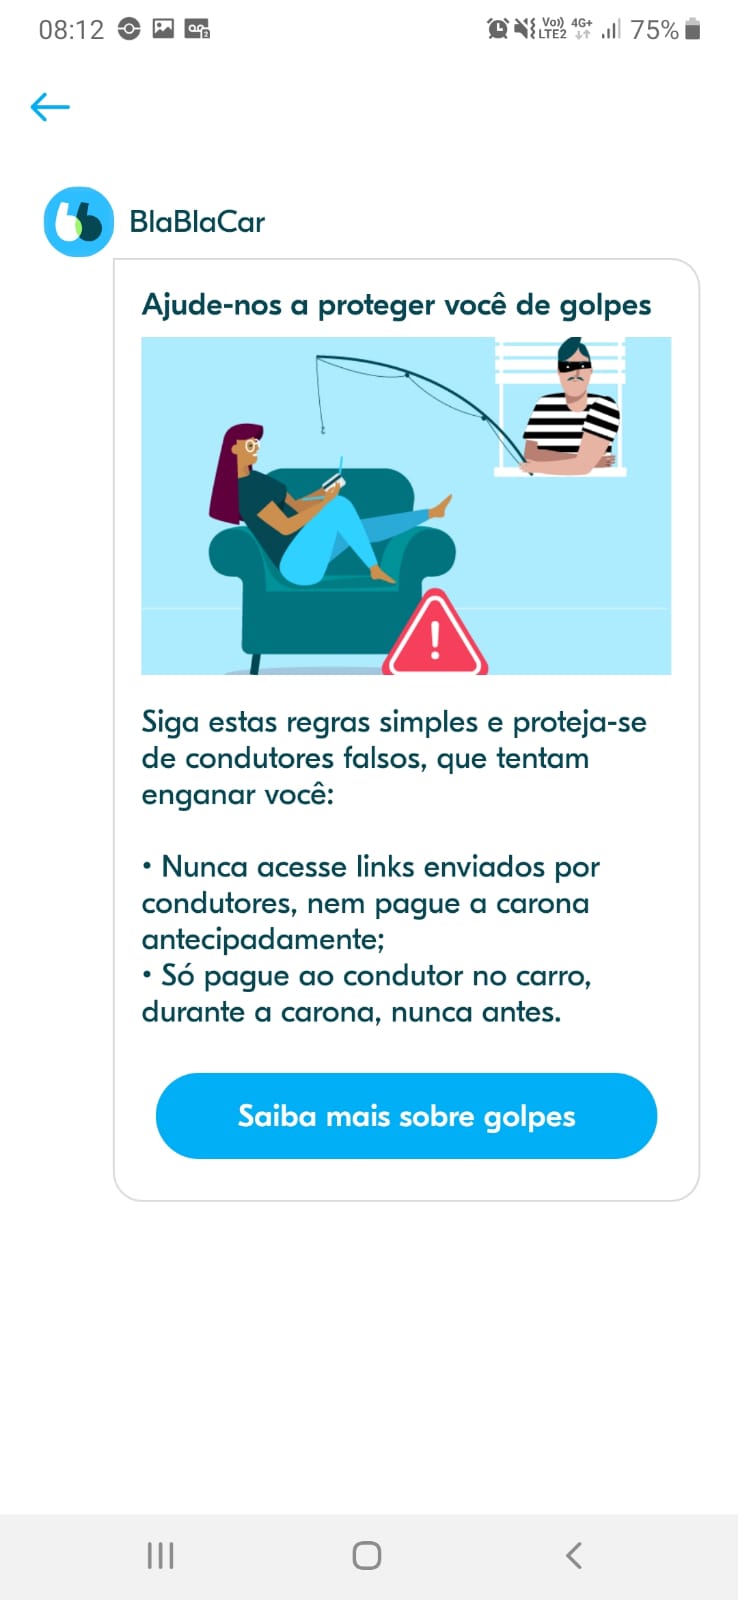 08:12
Vo)) 4G+
LTE2
75%
BlaBlaCar
Ajude-nos a proteger você de golpes
Siga estas regras simples e proteja-se
de condutores falsos, que tentam
enganar você:
• Nunca acesse links enviados por
condutores, nem pague a carona
antecipadamente;
• Só pague ao condutor no carro,
durante a carona, nunca antes.
Saiba mais sobre golpes